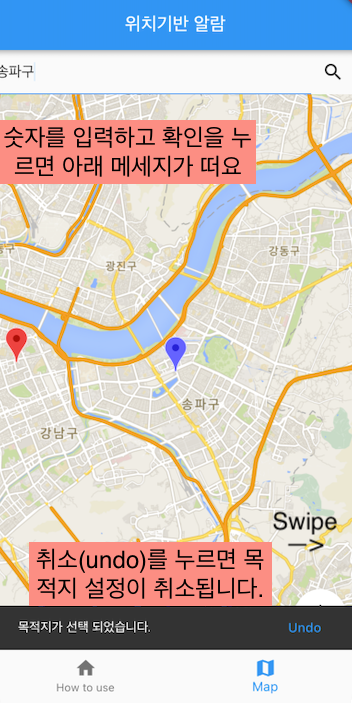 위치기반 알람
송파구
숫자를 입력하고 확인을 누
르면 아래 메세지가 떠요
강동구
광진구
송파구
강남구
Swipe
—>
취소(undo)를 누르면 목
적지 설정이 취소됩니다.
목적지가 선택 되었습니다. Undo
How to use Map